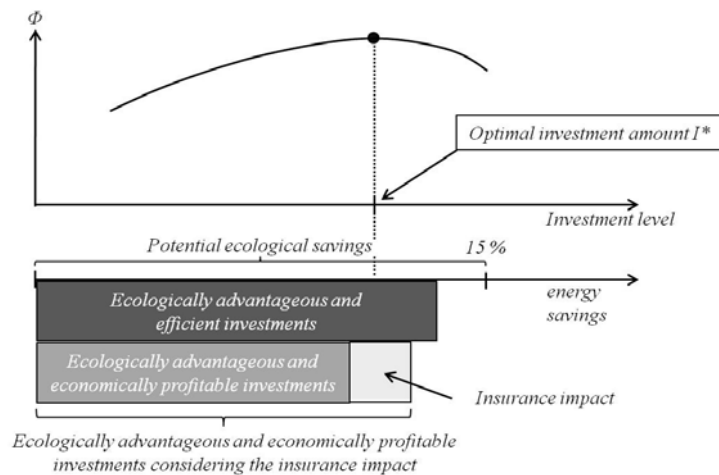 Φ
Optimal investment amount I*
Investment level
Potential ecological savings
15 %
energy
savings
Ecologically advantageous and
efficient investments
Ecologically advantageous and
economically profitable investments
Insurance impact
Ecologically advantageous and economically profitable
investments considering the insurance impact